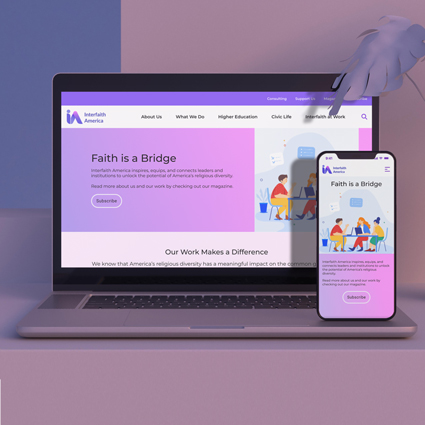 Consulting Support Us
Interfaith
America
About Us What We Do Higher Education Civic Life Interfaith at Work
Faith is a Bridge
Interfaith America inspires, equips, and connects leaders and
institutions to unlock the potential of America's religious diversity.
Read more about us and our work by checking out our magazine.
Subscribe
Our Work Makes a Difference
We know that America's religious diversity has a meaningful impact on the common
Interfaith
America
Faith is a Bridge
Interfaith America inspires, equips, and connects
leaders and institutions to unlock
the potential of America's religious
diversity.
Read more about us and our work by
checking out our magazine.
Subscribe